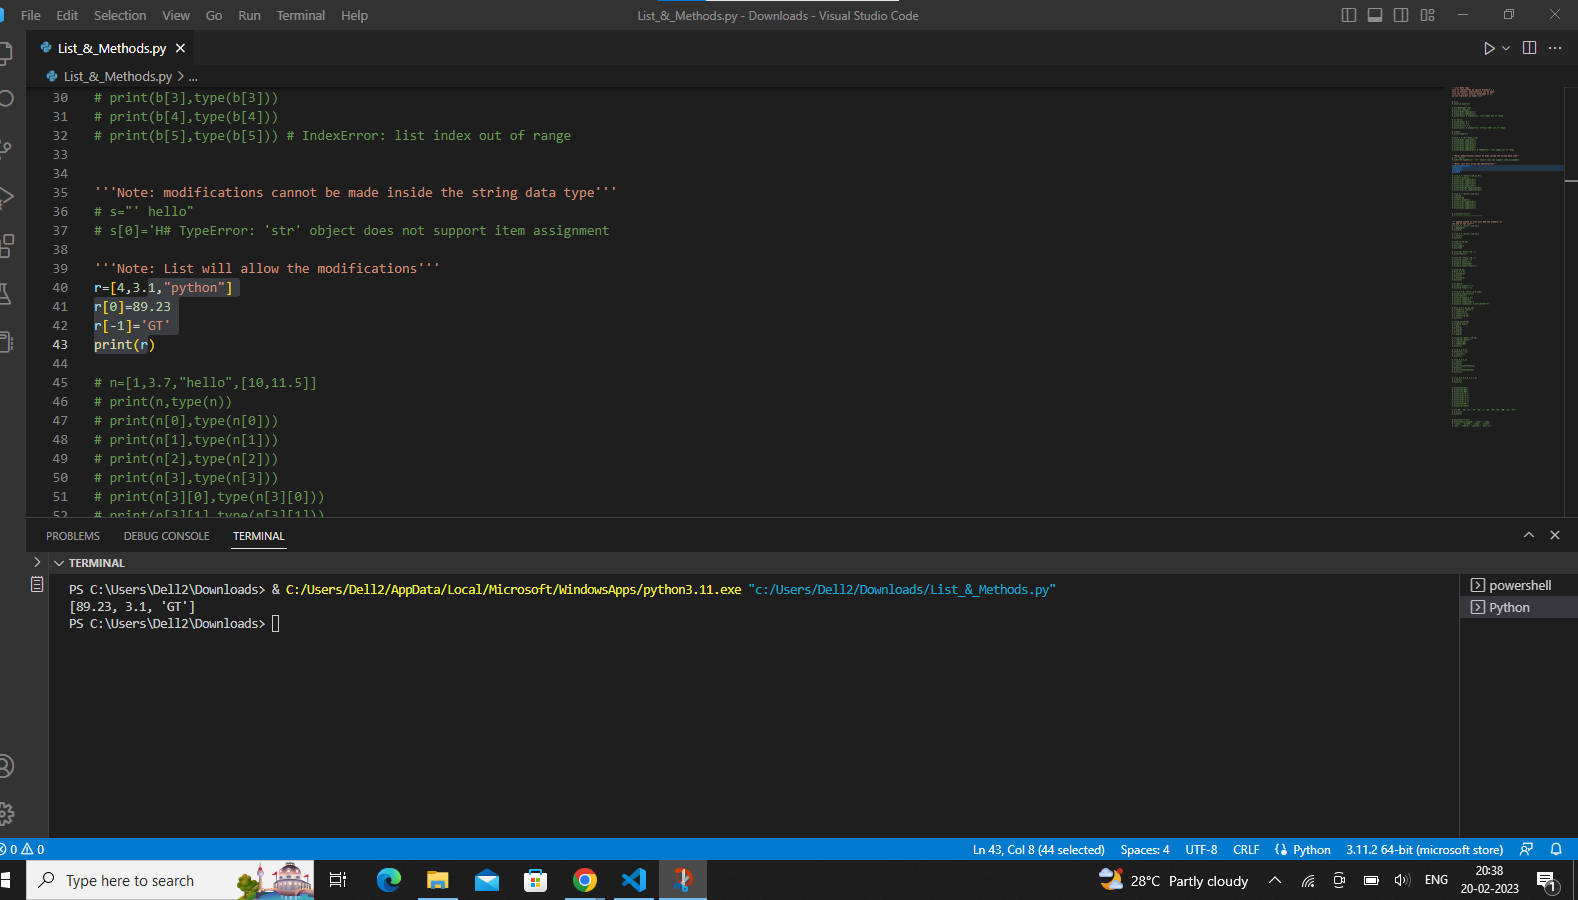 File Edit Selection View Go Run Terminal Help
List_&_Methods.py - Downloads - Visual Studio Code
List_&_Methods.py
List_&_Methods.py > ...
30 # print(b[3],type(b[3]))
31 # print(b[4],type(b[4]))
32 # print(b[5],type(b[5])) # IndexError: list index out of range
33
34
35 '''Note: modifications cannot be made inside the string data type'''
36 # s="' hello"
37 # s[0]='H# TypeError: 'str' object does not support item assignment
38
39 '''Note: List will allow the modifications'''
40 r=[4,3.1,"python"]
41 r[0]=89.23
42 r[-1]='GT'
43 print(r)
44
45 # n=[1,3.7,"hello",[10,11.5]]
46 # print(n,type(n))
47 # print(n[0],type(n[0]))
48 # print(n[1],type(n[1]))
49 # print(n[2],type(n[2]))
50 # print(n[3],type(n[3]))
51 # print(n[3][0],type(n[3][0]))
52 # print(n[3][1],type(n[3][1]))
PROBLEMS DEBUG CONSOLE TERMINAL
TERMINAL
PS C:\Users\Dell2\Downloads> & C:/Users/Dell2/AppData/Local/Microsoft/WindowsApps/python3.11.exe "c:/Users/Dell2/Downloads/List_&_Methods.py"
[89.23, 3.1, 'GT']
PS C:\Users\Dell2\Downloads>
powershell
Python
0 0
Ln 43, Col 8 (44 selected) Spaces: 4 UTF-8 CRLF Python 3.11.2 64-bit (microsoft store)
Type here to search
28°C Partly cloudy
ENG
20:38
20-02-2023
1